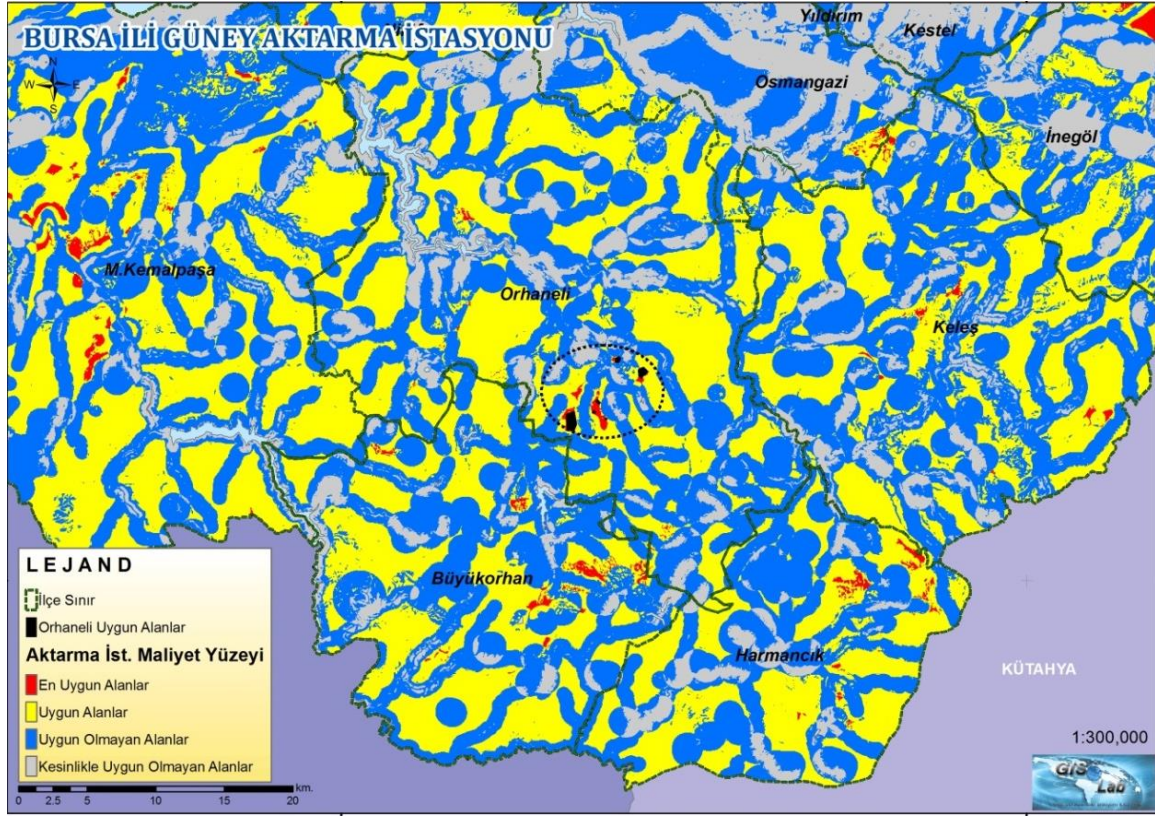 BURSA İLİ GÜNEY AKTARMA İSTASYONU
N
W E
S
Yıldırım
Kestel
Osmangazi
İnegöl
M.Kemalpaşa
Orhaneli
Keleş
Büyükorhan
Harmancık
KÜTAHYA
LEJAND
İlçe Sınır
Orhaneli Uygun Alanlar
Aktarma İst. Maliyet Yüzeyi
En Uygun Alanlar
Uygun Alanlar
Uygun Olmayan Alanlar
Kesinlikle Uygun Olmayan Alanlar
0 2.5 5 10 15 20 km.
1:300,000
GIS
Lab